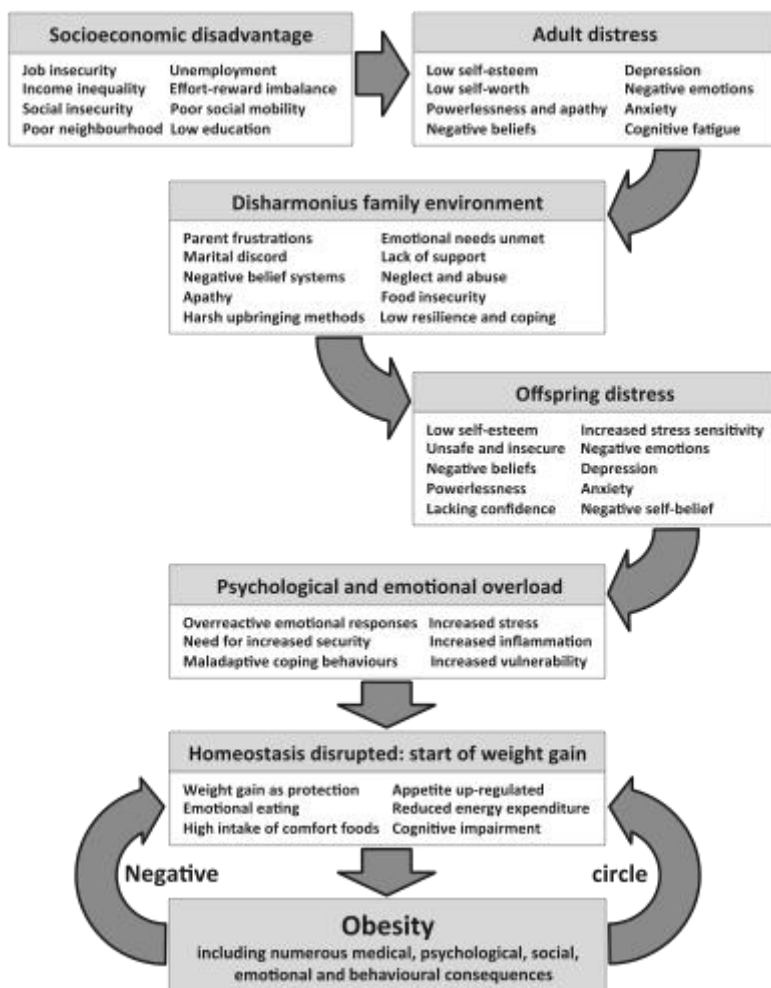 Socioeconomic disadvantage
Job insecurity Unemployment
Income inequality Effort-reward imbalance
Social insecurity Poor social mobility
Poor neighbourhood Low education
Adult distress
Low self-esteem Depression
Low self-worth Negative emotions
Powerlessness and apathy Anxiety
Negative beliefs Cognitive fatigue
Disharmonius family environment
Parent frustrations Emotional needs unmet
Marital discord Lack of support
Negative belief systems Neglect and abuse
Apathy Food insecurity
Harsh upbringing methods Low resilience and coping
Offspring distress
Low self-esteem Increased stress sensitivity
Unsafe and insecure Negative emotions
Negative beliefs Depression
Powerlessness Anxiety
Lacking confidence Negative self-belief
Psychological and emotional overload
Overreactive emotional responses Increased stress
Need for increased security Increased inflammation
Maladaptive coping behaviours Increased vulnerability
Homeostasis disrupted: start of weight gain
Weight gain as protection Appetite up-regulated
Emotional eating Reduced energy expenditure
High intake of comfort foods Cognitive impairment
Negative circle
Obesity
including numerous medical, psychological, social,
emotional and behavioural consequences